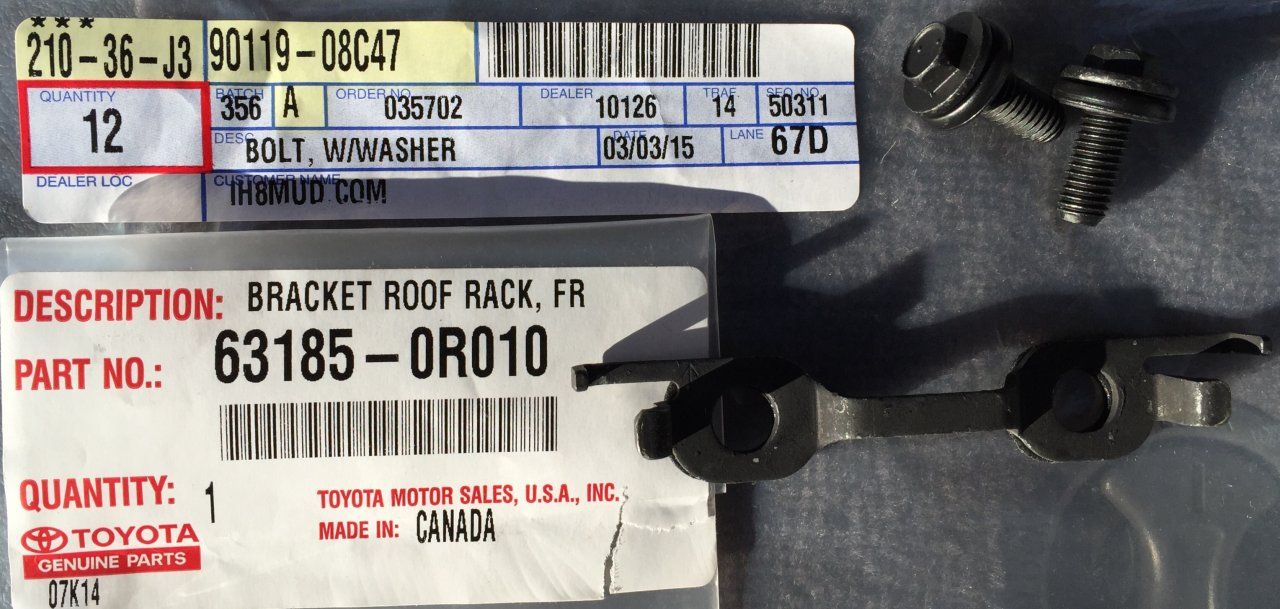 ***
210-36-J3 90119-08C47
QUANTITY BATCH ORDER NO. DEALER TRAF SEQ. NO.
12 356 A 035702 10126 14 50311
DESC DATE LANE
BOLT, W/WASHER 03/03/15 67D
DEALER LOC CUSTOMER NAME
IH8MUD.COM
DESCRIPTION: BRACKET ROOF RACK, FR
PART NO.: 63185-0R010
QUANTITY: 1
TOYOTA MOTOR SALES, U.S.A., INC.
MADE IN: CANADA
TOYOTA
GENUINE PARTS
07K14